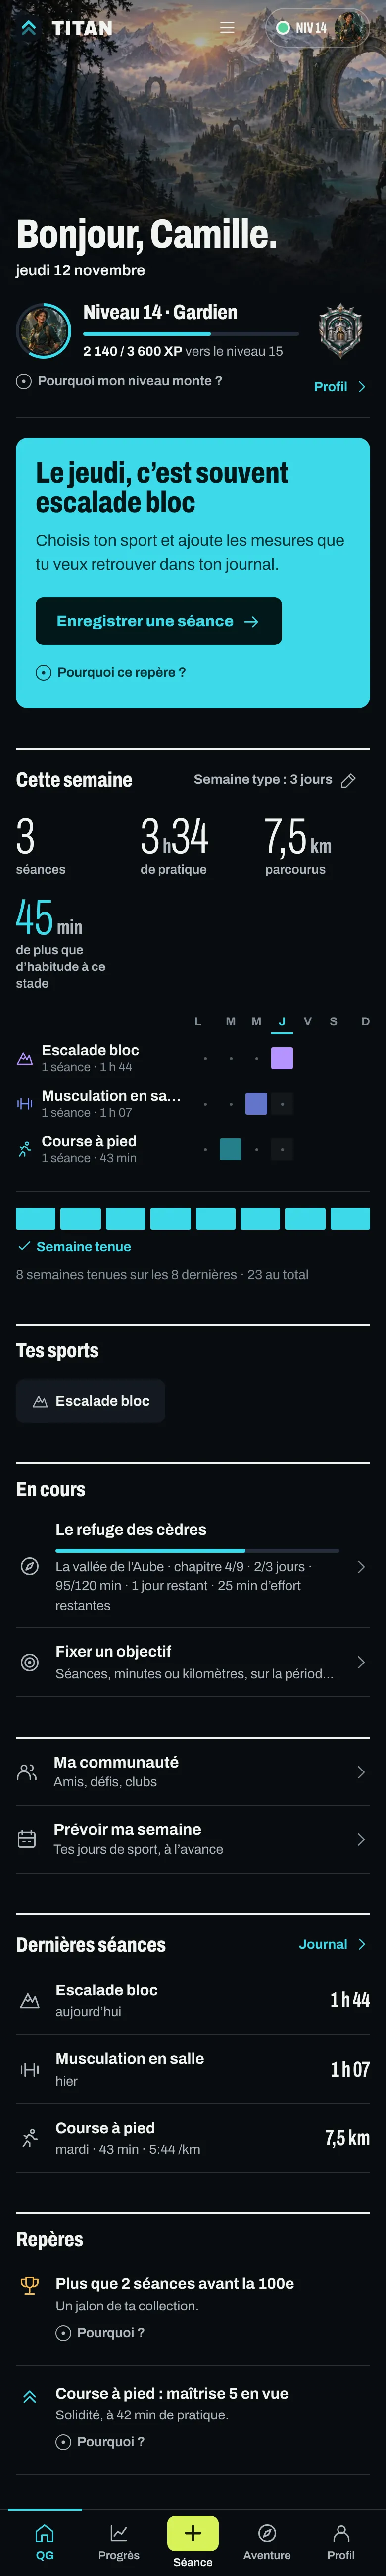 TITAN
NIV 14
Bonjour, Camille.
jeudi 12 novembre
Niveau 14 · Gardien
2 140 / 3 600 XP vers le niveau 15
Pourquoi mon niveau monte ?
Profil
Le jeudi, c’est souvent
escalade bloc
Choisis ton sport et ajoute les mesures que
tu veux retrouver dans ton journal.
Enregistrer une séance
Pourquoi ce repère ?
Cette semaine
Semaine type : 3 jours
3
séances
3 h 34
de pratique
7,5 km
parcourus
45 min
de plus que
d’habitude à ce
stade
L M M J V S D
Escalade bloc
1 séance · 1 h 44
Musculation en sa…
1 séance · 1 h 07
Course à pied
1 séance · 43 min
Semaine tenue
8 semaines tenues sur les 8 dernières · 23 au total
Tes sports
Escalade bloc
En cours
Le refuge des cèdres
La vallée de l’Aube · chapitre 4/9 · 2/3 jours ·
95/120 min · 1 jour restant · 25 min d’effort
restantes
Fixer un objectif
Séances, minutes ou kilomètres, sur la périod…
Ma communauté
Amis, défis, clubs
Prévoir ma semaine
Tes jours de sport, à l’avance
Dernières séances
Journal
Escalade bloc
aujourd’hui
1 h 44
Musculation en salle
hier
1 h 07
Course à pied
mardi · 43 min · 5:44 /km
7,5 km
Repères
Plus que 2 séances avant la 100e
Un jalon de ta collection.
Pourquoi ?
Course à pied : maîtrise 5 en vue
Solidité, à 42 min de pratique.
Pourquoi ?
QG
Progrès
Séance
Aventure
Profil